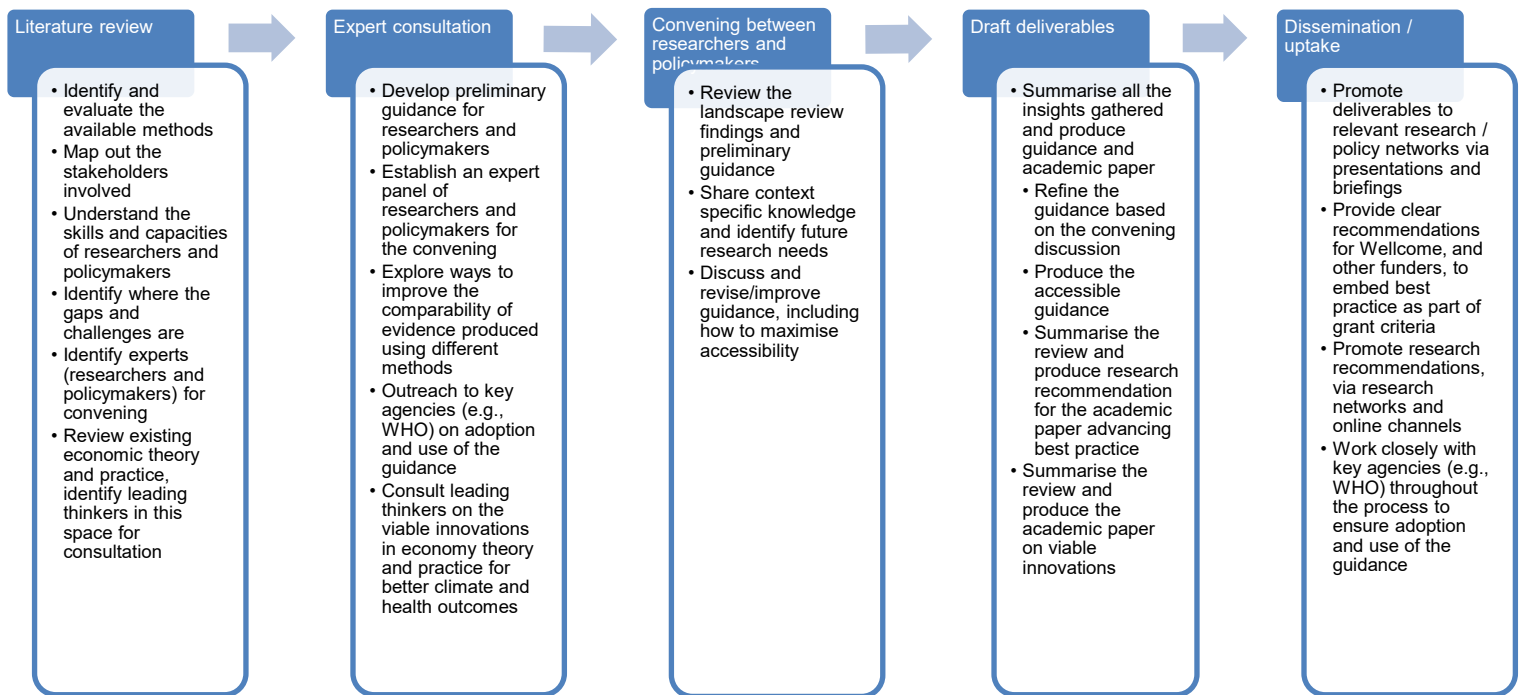 Literature review
• Identify and
evaluate the
available methods
• Map out the
stakeholders
involved
• Understand the
skills and capacities
of researchers and
policymakers
• Identify where the
gaps and
challenges are
• Identify experts
(researchers and
policymakers) for
convening
• Review existing
economic theory
and practice,
identify leading
thinkers in this
space for
consultation
Expert consultation
• Develop preliminary
guidance for
researchers and
policymakers
• Establish an expert
panel of
researchers and
policymakers for
the convening
• Explore ways to
improve the
comparability of
evidence produced
using different
methods
• Outreach to key
agencies (e.g.,
WHO) on adoption
and use of the
guidance
• Consult leading
thinkers on the
viable innovations
in economy theory
and practice for
better climate and
health outcomes
Convening between
researchers and
policymakers
• Review the
landscape review
findings and
preliminary
guidance
• Share context
specific knowledge
and identify future
research needs
• Discuss and
revise/improve
guidance, including
how to maximise
accessibility
Draft deliverables
• Summarise all the
insights gathered
and produce
guidance and
academic paper
• Refine the
guidance based
on the convening
discussion
• Produce the
accessible
guidance
• Summarise the
review and
produce research
recommendation
for the academic
paper advancing
best practice
• Summarise the
review and
produce the
academic paper
on viable
innovations
Dissemination /
uptake
• Promote
deliverables to
relevant research /
policy networks via
presentations and
briefings
• Provide clear
recommendations
for Wellcome, and
other funders, to
embed best
practice as part of
grant criteria
• Promote research
recommendations,
via research
networks and
online channels
• Work closely with
key agencies (e.g.,
WHO) throughout
the process to
ensure adoption
and use of the
guidance